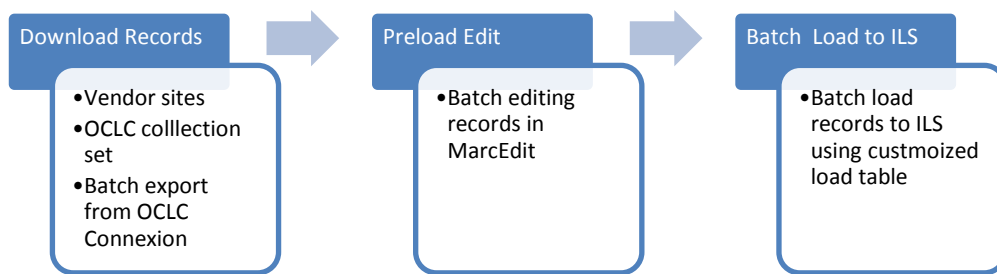 Download Records
•Vendor sites
•OCLC colllection
set
•Batch export
from OCLC
Connexion
Preload Edit
•Batch editing
records in
MarcEdit
Batch  Load to ILS
•Batch load
records to ILS
using custmoized
load table